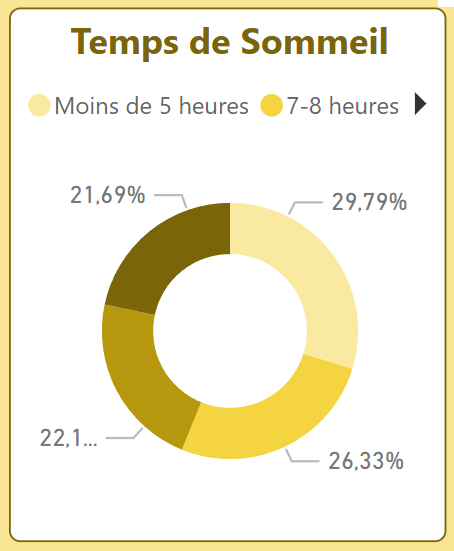 Temps de Sommeil
Moins de 5 heures 7-8 heures
21,69% 29,79%
22,1...
26,33%